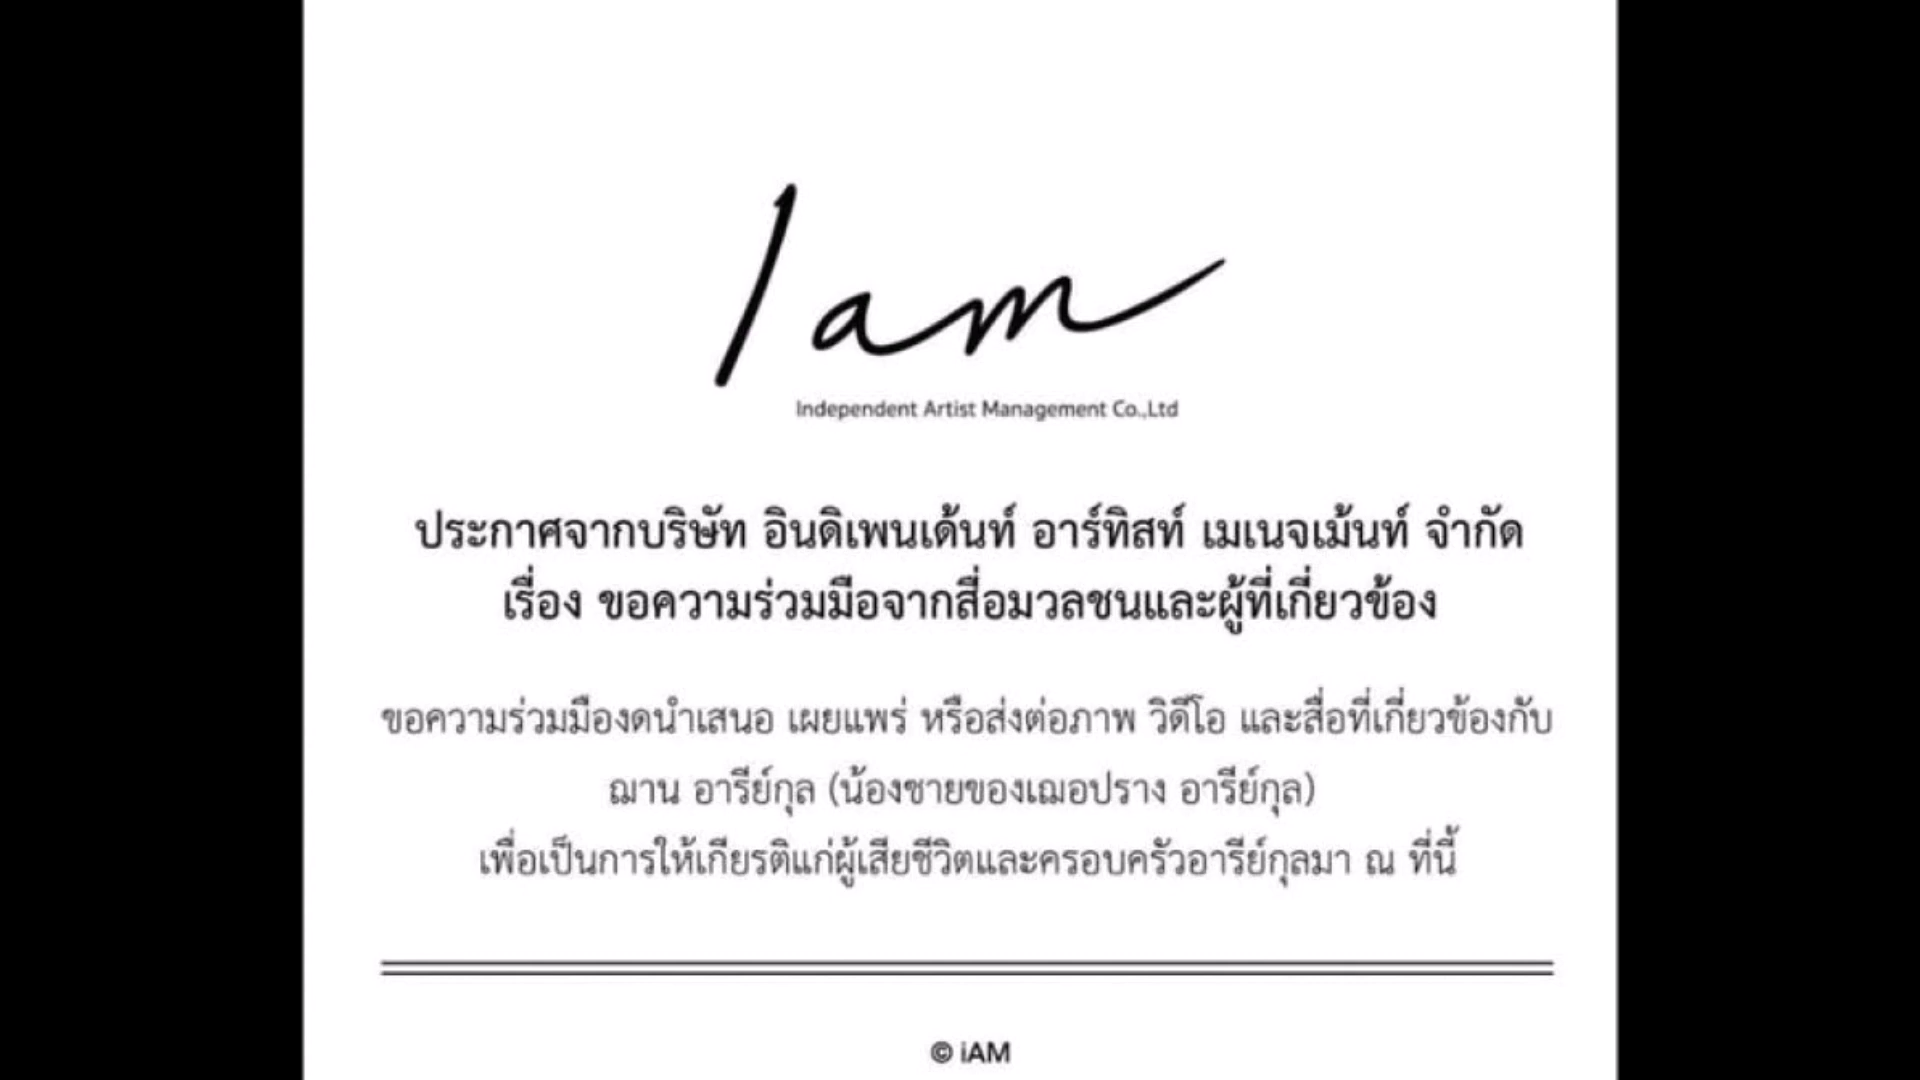 I am
Independent Artist Management Co.,Ltd
ประกาศจากบริษัท อินดิเพนเด้นท์ อาร์ทิสท์ เมเนจเม้นท์ จำกัด
เรื่อง ขอความร่วมมือจากสื่อมวลชนและผู้ที่เกี่ยวข้อง
ขอความร่วมมืองดนำเสนอ เผยแพร่ หรือส่งต่อภาพ วิดีโอ และสื่อที่เกี่ยวข้องกับ
ฌาน อารีย์กุล (น้องชายของเฌอปราง อารีย์กุล)
เพื่อเป็นการให้เกียรติแก่ผู้เสียชีวิตและครอบครัวอารีย์กุลมา ณ ที่นี้
© iAM